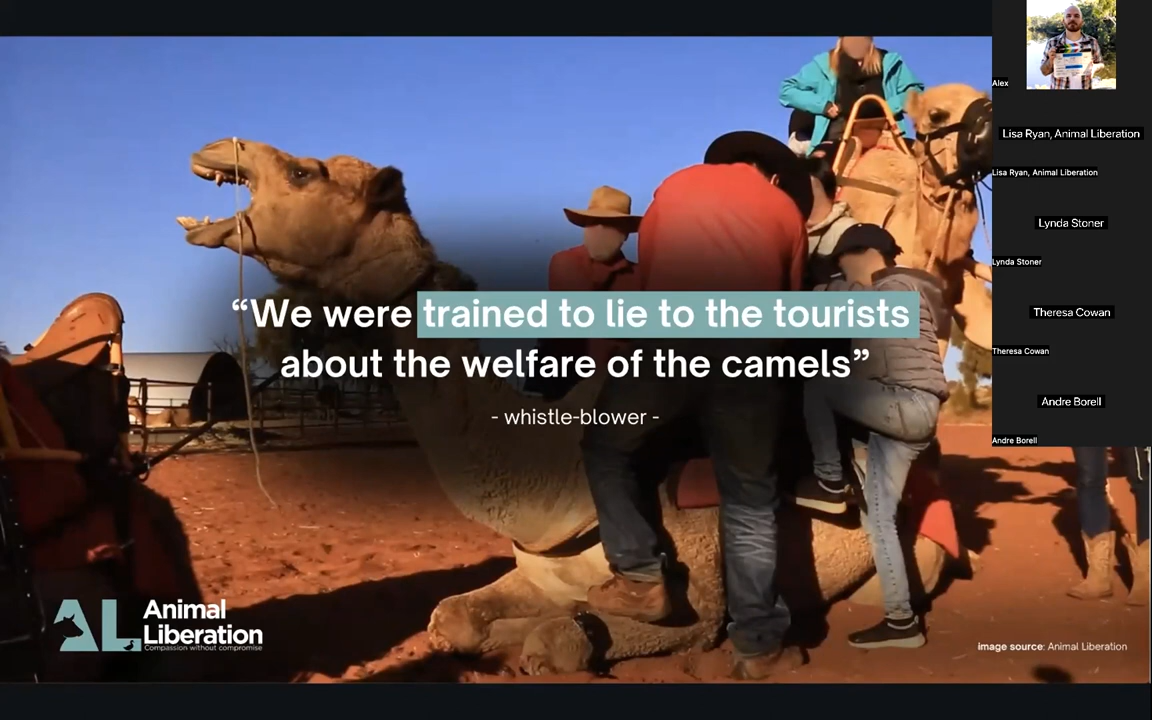 “We were trained to lie to the tourists
about the welfare of the camels”
- whistle-blower -
AL Animal
Liberation
Compassion without compromise
image source: Animal Liberation
Alex
Lisa Ryan, Animal Liberation
Lisa Ryan, Animal Liberation
Lynda Stoner
Lynda Stoner
Theresa Cowan
Theresa Cowan
Andre Borell
Andre Borell